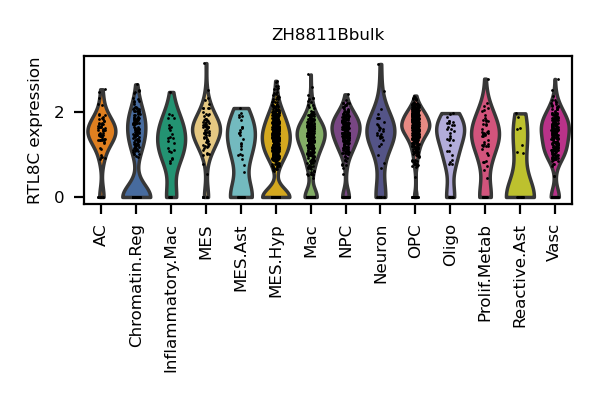 ZH8811Bbulk
RTL8C expression
2
0
AC
Chromatin.Reg
Inflammatory.Mac
MES
MES.Ast
MES.Hyp
Mac
NPC
Neuron
OPC
Oligo
Prolif.Metab
Reactive.Ast
Vasc